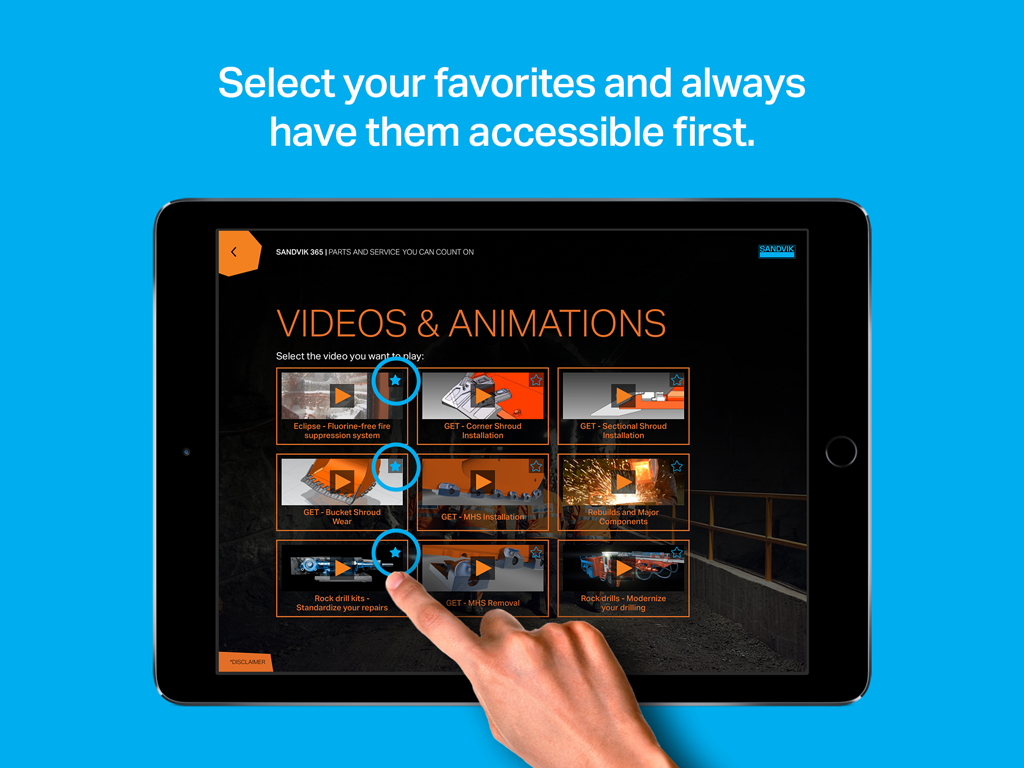 Select your favorites and always
have them accessible first.
SANDVIK 365 | PARTS AND SERVICE YOU CAN COUNT ON
SANDVIK
VIDEOS & ANIMATIONS
Select the video you want to play:
Eclipse - Fluorine-free fire
suppression system
GET - Corner Shroud
Installation
GET - Sectional Shroud
Installation
GET - Bucket Shroud
Wear
GET - MHS Installation
Rebuilds and Major
Components
Rock drill kits -
Standardize your repairs
GET - MHS Removal
Rock drills - Modernize
your drilling
*DISCLAIMER